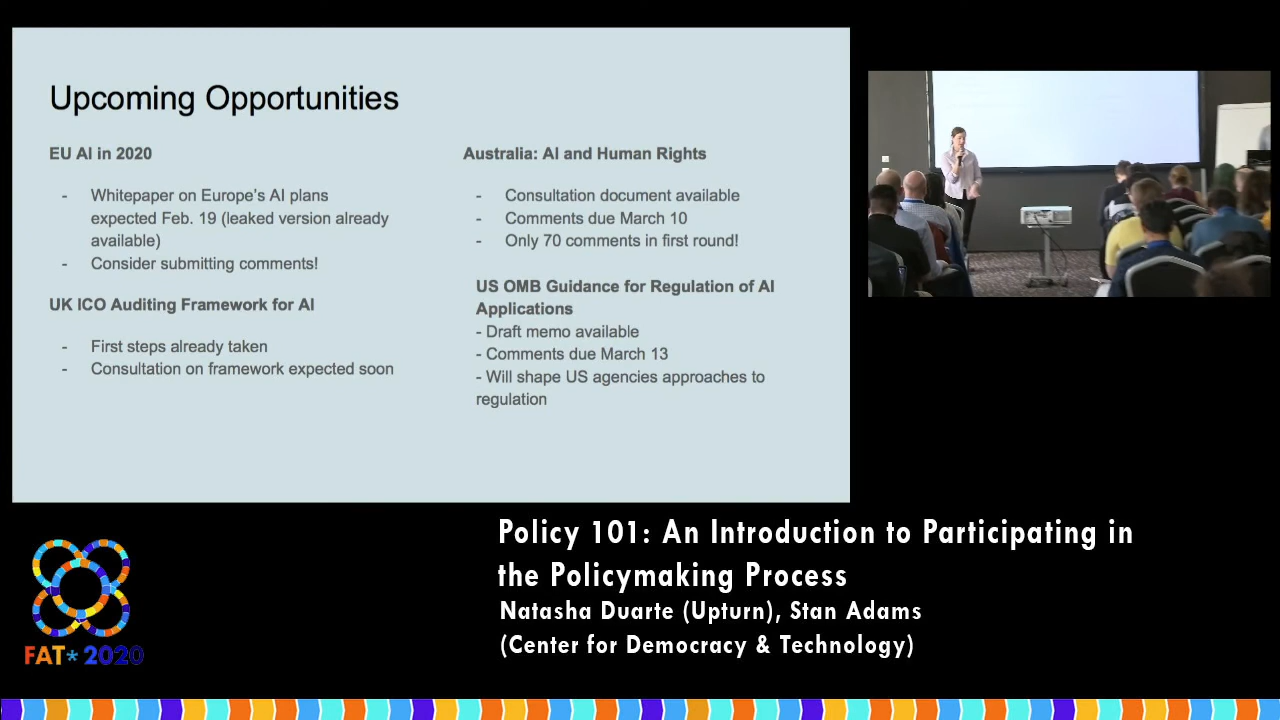 Upcoming Opportunities
EU AI in 2020
- Whitepaper on Europe's AI plans
expected Feb. 19 (leaked version already
available)
- Consider submitting comments!
UK ICO Auditing Framework for AI
- First steps already taken
- Consultation on framework expected soon
Australia: AI and Human Rights
- Consultation document available
- Comments due March 10
- Only 70 comments in first round!
US OMB Guidance for Regulation of AI
Applications
- Draft memo available
- Comments due March 13
- Will shape US agencies approaches to
regulation
Policy 101: An Introduction to Participating in
the Policymaking Process
Natasha Duarte (Upturn), Stan Adams
(Center for Democracy & Technology)
FAT* 2020